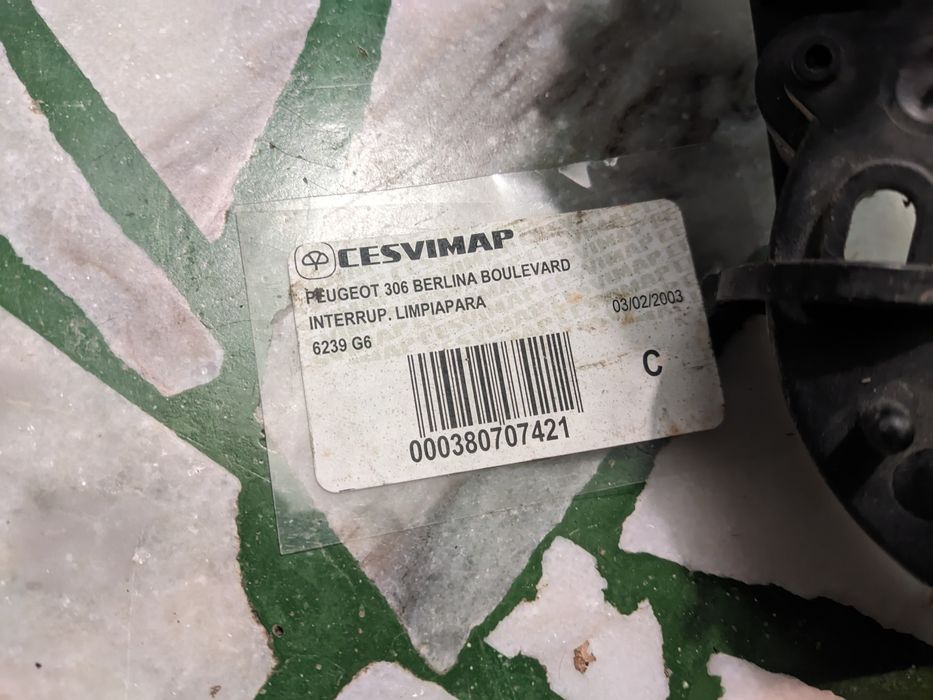 CESVIMAP
PEUGEOT 306 BERLINA BOULEVARD
INTERRUP. LIMPIAPARA
03/02/2003
6239 G6
C
000380707421